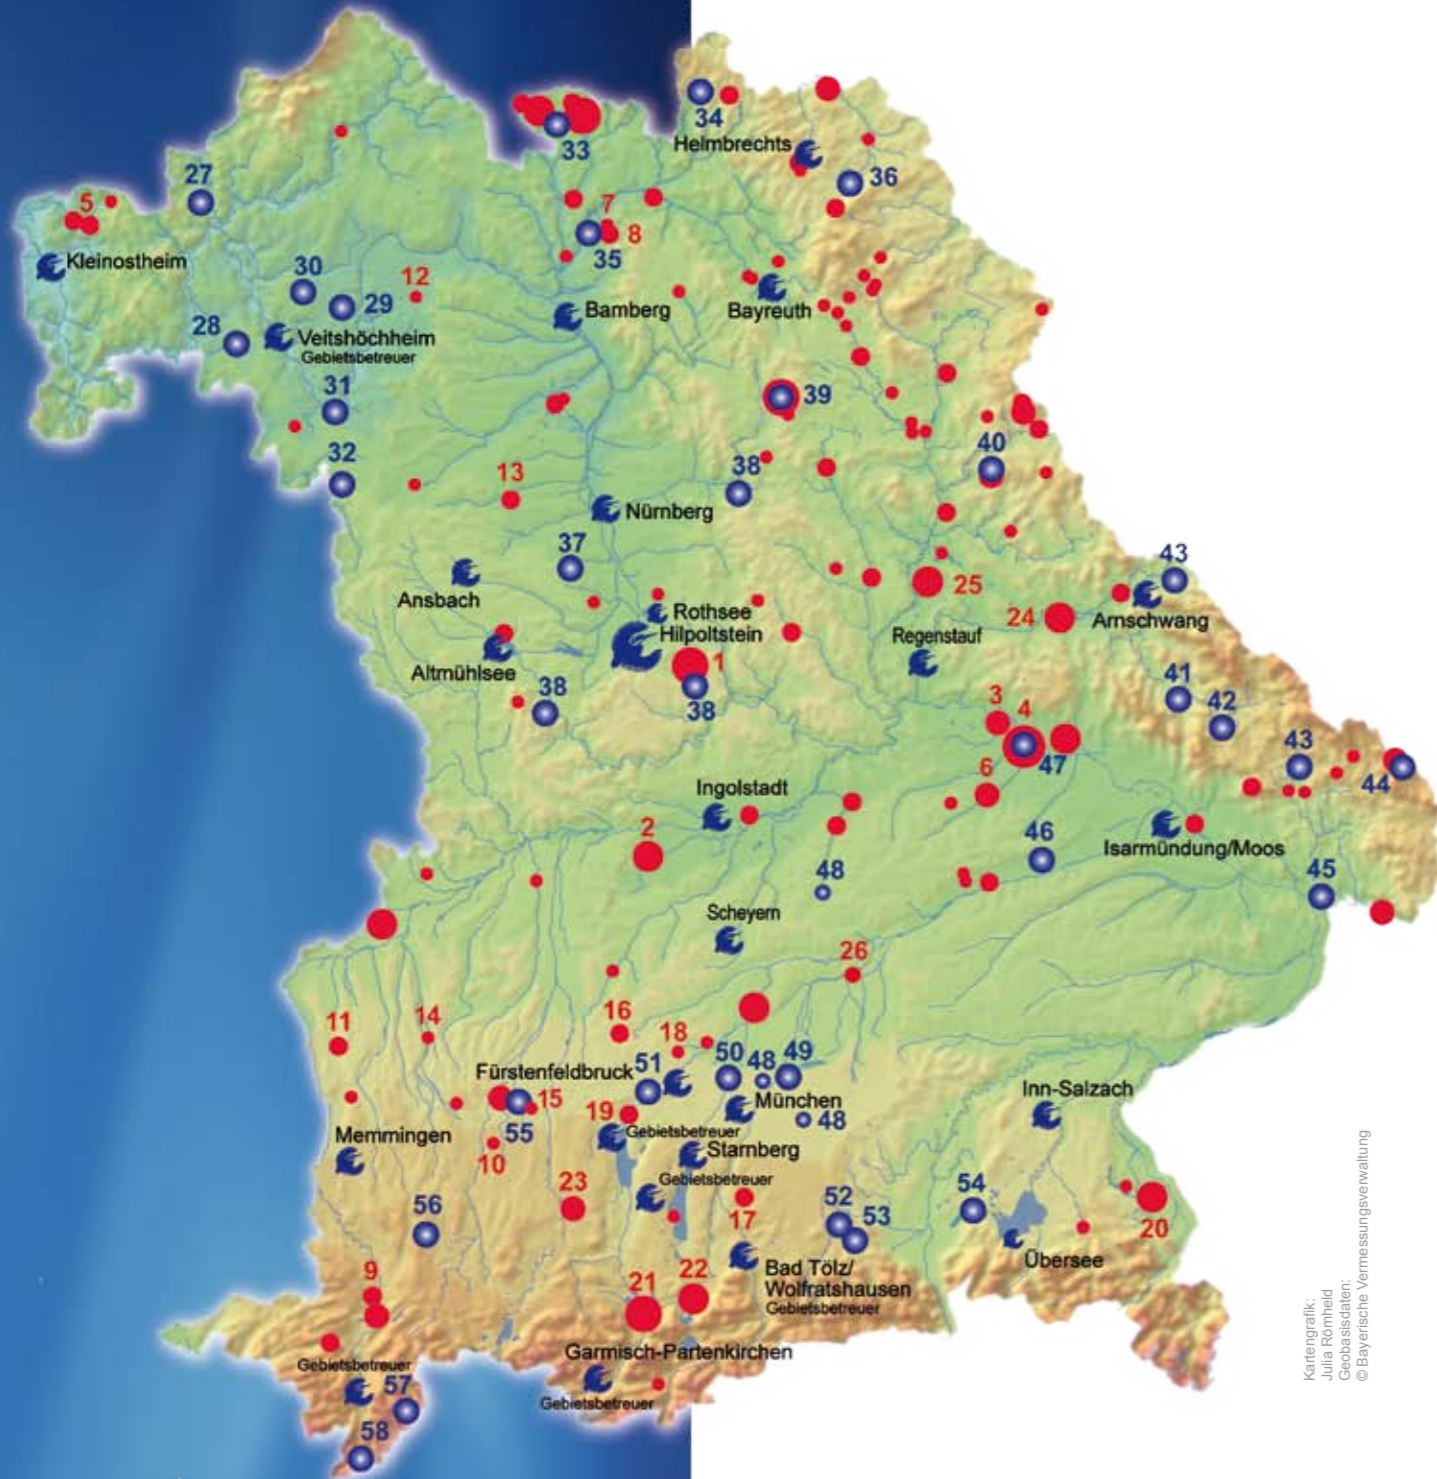 34
33
Helmbrechts
27
36
5
7
8
35
Kleinostheim
30
12
29
Bamberg
Bayreuth
28
Veitshöchheim
Gebietsbetreuer
31
39
32
40
38
13
Nürnberg
37
43
25
Ansbach
24
Arnschwang
Rothsee
Hilpoltstein
Regenstauf
1
Altmühlsee
38
38
41
42
3
4
43
47
44
6
Ingolstadt
2
46
Isarmündung/Moos
48
45
Scheyern
26
16
14
11
18
Fürstenfeldbruck
51
50
48
49
Inn-Salzach
15
19
München
48
55
Memmingen
Gebietsbetreuer
Starnberg
10
Gebietsbetreuer
23
56
17
52
53
54
20
Übersee
9
21
22
Bad Tölz/
Wolfratshausen
Gebietsbetreuer
Garmisch-Partenkirchen
Gebietsbetreuer
57
Gebietsbetreuer
58
Kartengrafik:
Julia Römheld
Geobasisdaten:
© Bayerische Vermessungsverwaltung